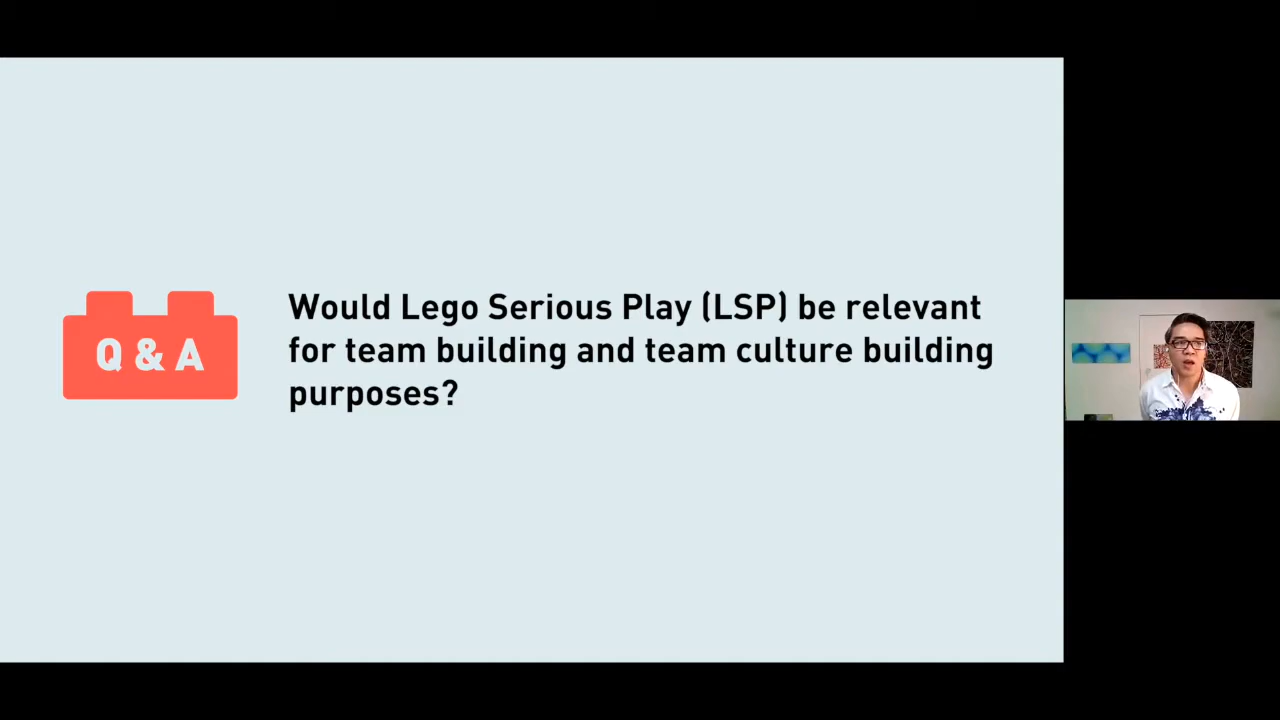 Q & A
Would Lego Serious Play (LSP) be relevant
for team building and team culture building
purposes?